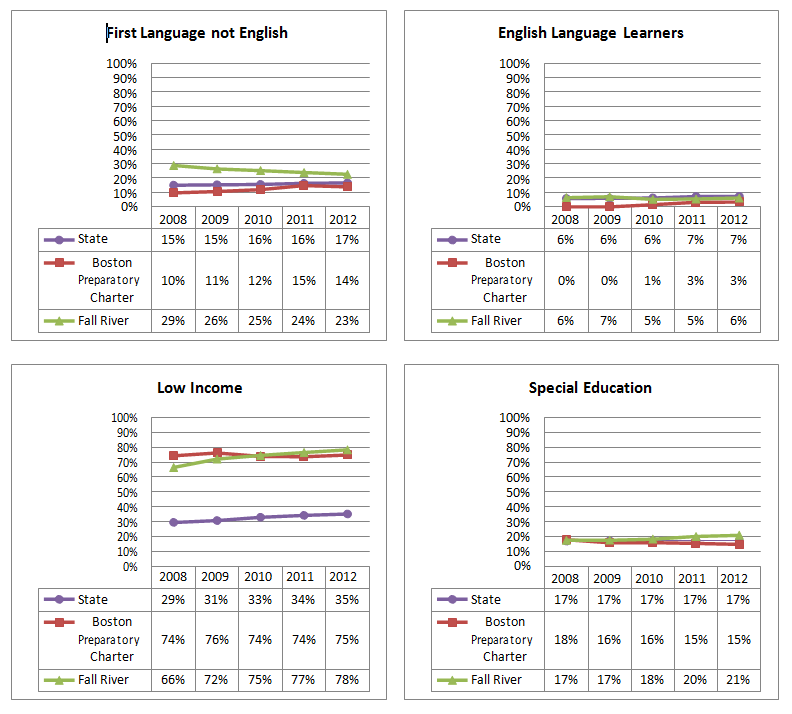 First Language not English
100%
90%
80%
70%
60%
50%
40%
30%
20%
10%
0%
2008 2009 2010 2011 2012
State 15% 15% 16% 16% 17%
Boston
Preparatory 10% 11% 12% 15% 14%
Charter
Fall River 29% 26% 25% 24% 23%
English Language Learners
100%
90%
80%
70%
60%
50%
40%
30%
20%
10%
0%
2008 2009 2010 2011 2012
State 6% 6% 6% 7% 7%
Boston
Preparatory 0% 0% 1% 3% 3%
Charter
Fall River 6% 7% 5% 5% 6%
Low Income
100%
90%
80%
70%
60%
50%
40%
30%
20%
10%
0%
2008 2009 2010 2011 2012
State 29% 31% 33% 34% 35%
Boston
Preparatory 74% 76% 74% 74% 75%
Charter
Fall River 66% 72% 75% 77% 78%
Special Education
100%
90%
80%
70%
60%
50%
40%
30%
20%
10%
0%
2008 2009 2010 2011 2012
State 17% 17% 17% 17% 17%
Boston
Preparatory 18% 16% 16% 15% 15%
Charter
Fall River 17% 17% 18% 20% 21%